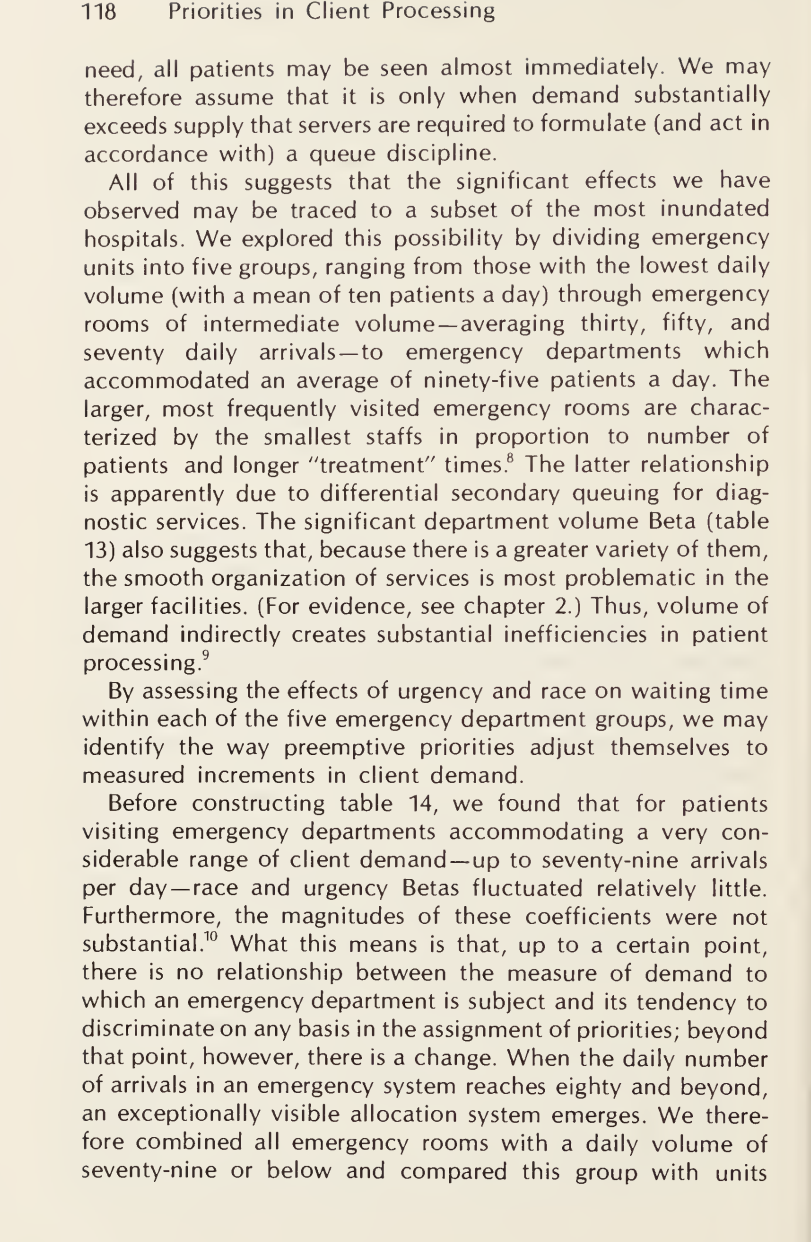 118 Priorities in Client Processing
need, all patients may be seen almost immediately. We may
therefore assume that it is only when demand substantially
exceeds supply that servers are required to formulate (and act in
accordance with) a queue discipline.
All of this suggests that the significant effects we have
observed may be traced to a subset of the most inundated
hospitals. We explored this possibility by dividing emergency
units into five groups, ranging from those with the lowest daily
volume (with a mean of ten patients a day) through emergency
rooms of intermediate volume—averaging thirty, fifty, and
seventy daily arrivals—to emergency departments which
accommodated an average of ninety-five patients a day. The
larger, most frequently visited emergency rooms are charac-
terized by the smallest staffs in proportion to number of
patients and longer "treatment" times.⁸ The latter relationship
is apparently due to differential secondary queuing for diag-
nostic services. The significant department volume Beta (table
13) also suggests that, because there is a greater variety of them,
the smooth organization of services is most problematic in the
larger facilities. (For evidence, see chapter 2.) Thus, volume of
demand indirectly creates substantial inefficiencies in patient
processing.⁹
By assessing the effects of urgency and race on waiting time
within each of the five emergency department groups, we may
identify the way preemptive priorities adjust themselves to
measured increments in client demand.
Before constructing table 14, we found that for patients
visiting emergency departments accommodating a very con-
siderable range of client demand—up to seventy-nine arrivals
per day—race and urgency Betas fluctuated relatively little.
Furthermore, the magnitudes of these coefficients were not
substantial.¹⁰ What this means is that, up to a certain point,
there is no relationship between the measure of demand to
which an emergency department is subject and its tendency to
discriminate on any basis in the assignment of priorities; beyond
that point, however, there is a change. When the daily number
of arrivals in an emergency system reaches eighty and beyond,
an exceptionally visible allocation system emerges. We there-
fore combined all emergency rooms with a daily volume of
seventy-nine or below and compared this group with units